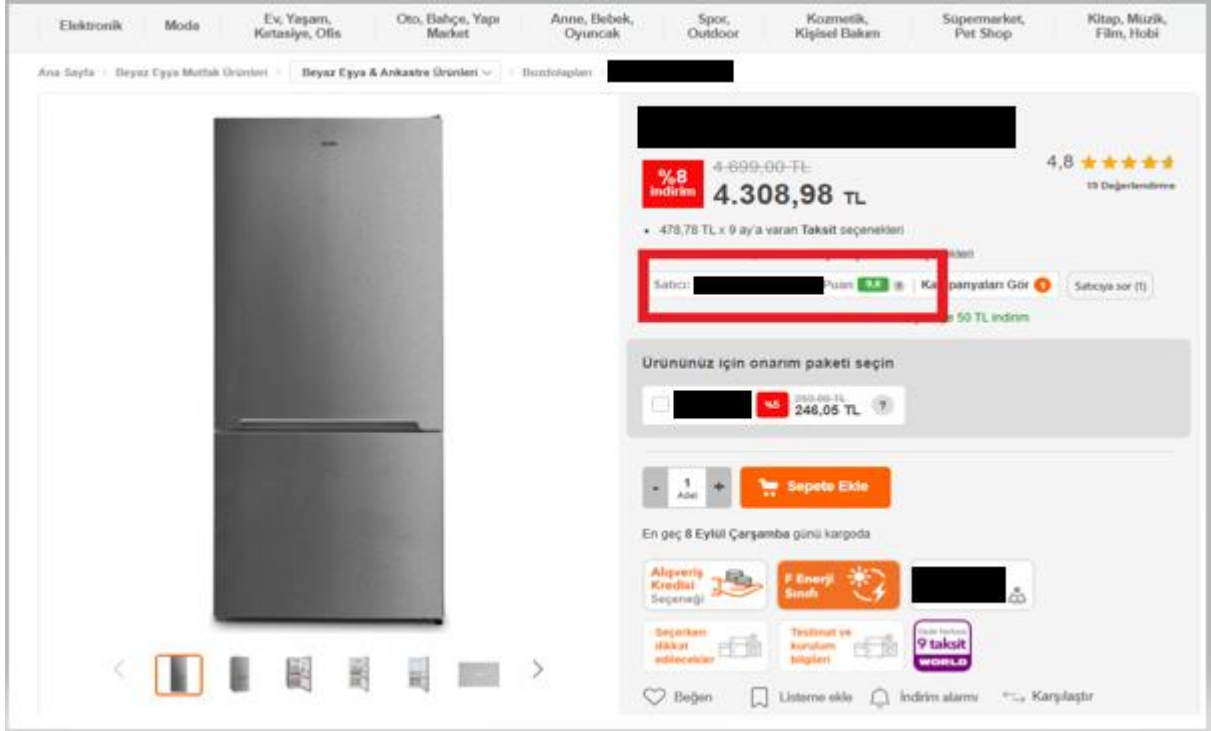 Elektronik
Moda
Ev, Yaşam,
Kırtasiye, Ofis
Oto, Bahçe, Yapı
Market
Anne, Bebek,
Oyuncak
Spor,
Outdoor
Kozmetik,
Kişisel Bakım
Süpermarket,
Pet Shop
Kitap, Müzik,
Film, Hobi
Ana Sayfa
Beyaz Eşya Mutfak Ürünleri
Beyaz Eşya & Ankastre Ürünleri
Buzdolapları
%8
indirim
4.699,00 TL
4.308,98 TL
4,8
19 Değerlendirme
478,78 TL x 9 ay'a varan Taksit seçenekleri
Satıcı:
Puan
Kampanyaları Gör 1
Satıcıya sor (1)
50 TL indirim
Ürününüz için onarım paketi seçin
%5
246,05 TL
?
- 1 +
Adet
Sepete Ekle
En geç 8 Eylül Çarşamba günü kargoda
Alışveriş
Kredisi
Seçeneği
F Enerji
Sınıfı
Seçerken
dikkat
edilecekler
Teslimat ve
kurulum
bilgileri
9 taksit
WORLD
Beğen
Listeme ekle
İndirim alarmı
Karşılaştır